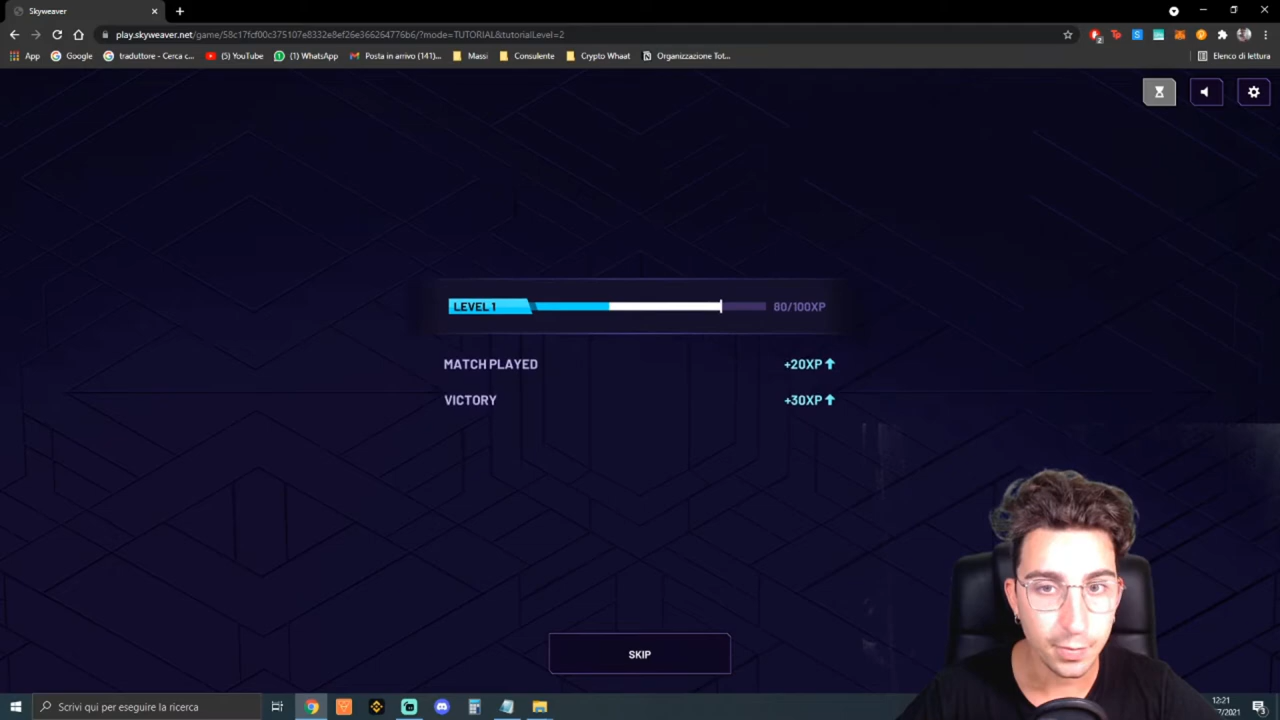 Skyweaver
play.skyweaver.net/game/58c17fcf00c375107e8332e8ef26e366264776b6/?mode=TUTORIAL&tutorialLevel=2
App Google traduttore - Cerca c... (5) YouTube (1) WhatsApp Posta in arrivo (141)... Massi Consulente Crypto Whaat Organizzazione Tot... Elenco di lettura
LEVEL 1 80/100XP
MATCH PLAYED +20XP
VICTORY +30XP
SKIP
Scrivi qui per eseguire la ricerca
12:21
7/2021